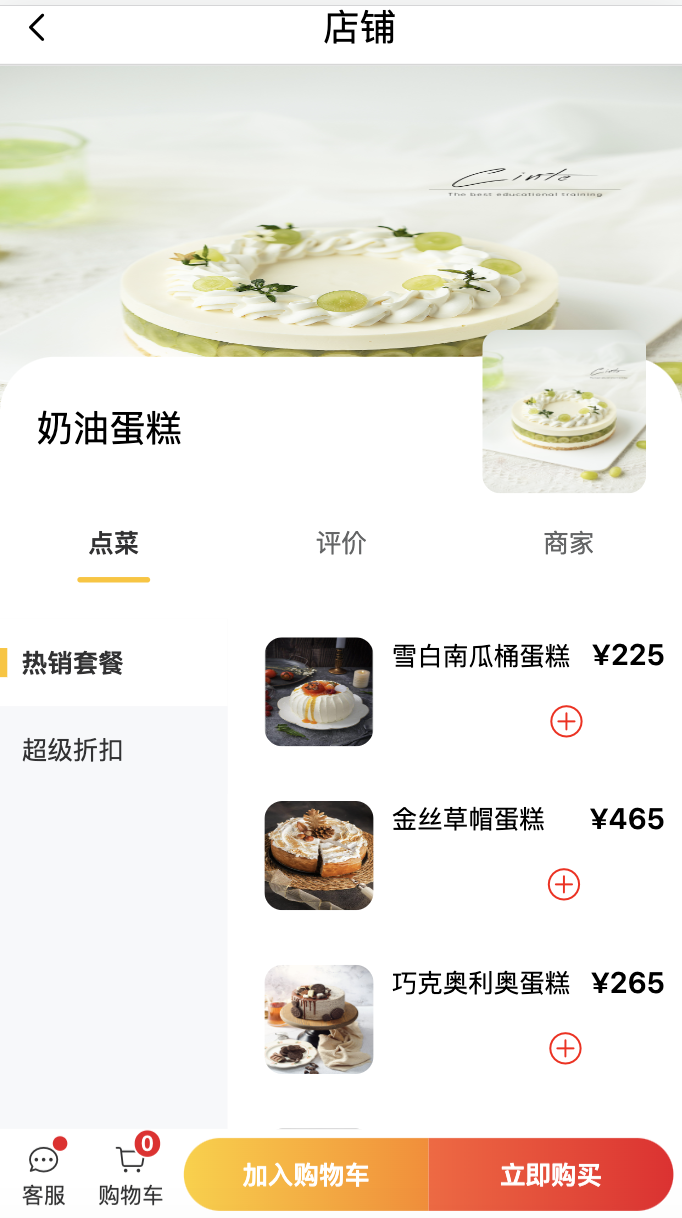 店铺
Cinto
The best educational training
奶油蛋糕
点菜 评价 商家
热销套餐
超级折扣
雪白南瓜桶蛋糕 ¥225
金丝草帽蛋糕 ¥465
巧克奥利奥蛋糕 ¥265
0
客服 购物车 加入购物车 立即购买